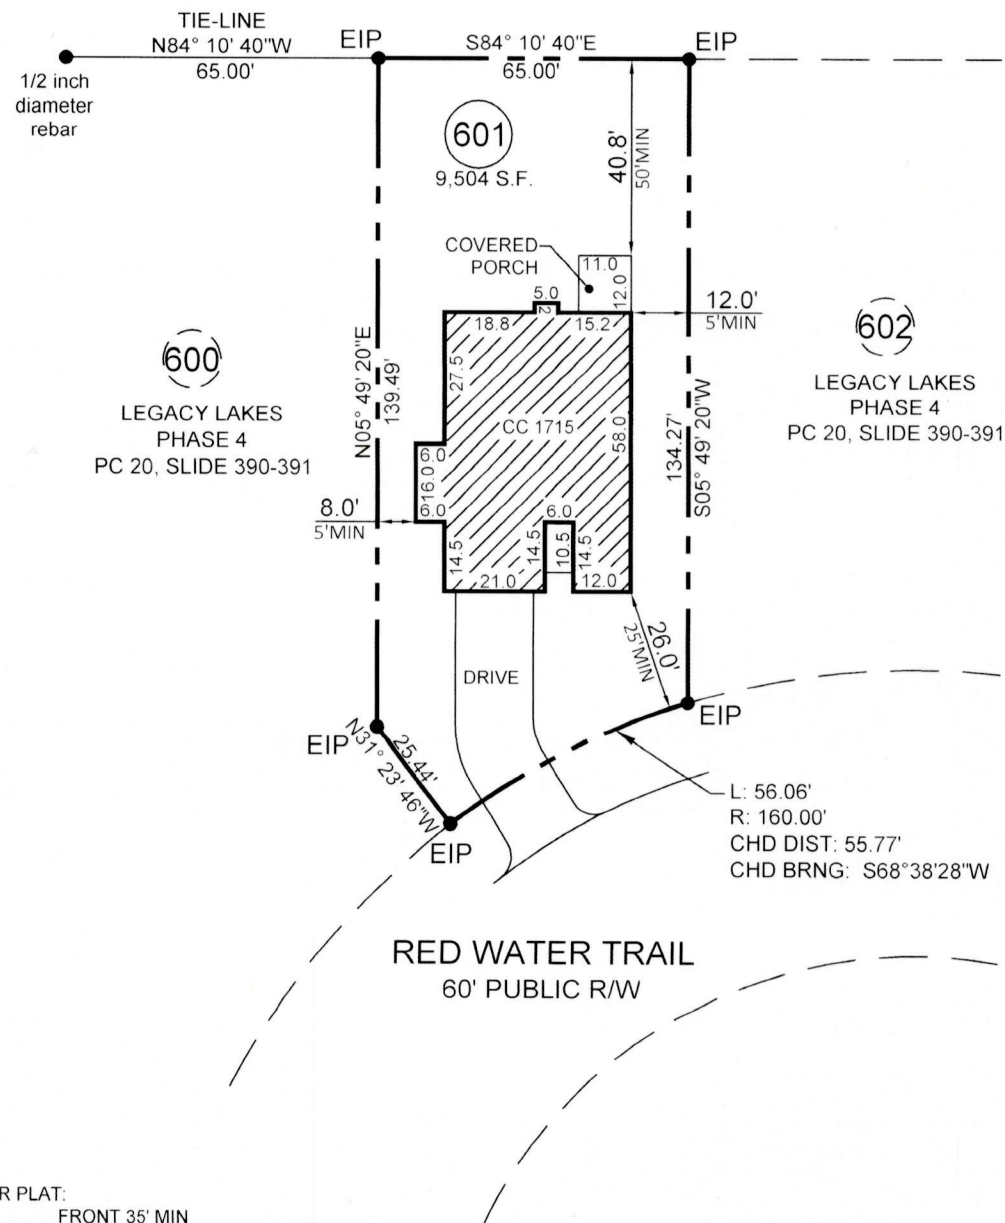 TIE-LINE
N84° 10' 40"W
65.00'
EIP
S84° 10' 40"E
65.00'
EIP
1/2 inch
diameter
rebar
601
9,504 S.F.
40.8'
50'MIN
COVERED
PORCH
11.0
12.0
5.0
2
18.8
15.2
12.0'
5'MIN
600
LEGACY LAKES
PHASE 4
PC 20, SLIDE 390-391
N05° 49' 20"E
139.49'
27.5
CC 1715
58.0
134.27'
S05° 49' 20"W
602
LEGACY LAKES
PHASE 4
PC 20, SLIDE 390-391
6.0
16.0
6.0
8.0'
5'MIN
14.5
21.0
14.5
6.0
10.5
14.5
12.0
26.0'
25'MIN
DRIVE
EIP
EIP
N31° 23' 46"W
25.44'
EIP
L: 56.06'
R: 160.00'
CHD DIST: 55.77'
CHD BRNG: S68°38'28"W
RED WATER TRAIL
60' PUBLIC R/W
R PLAT:
FRONT 35' MIN